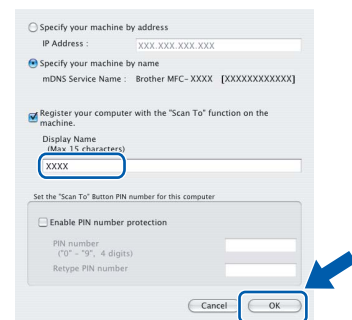 Specify your machine by address
IP Address : XXX.XXX.XXX.XXX
Specify your machine by name
mDNS Service Name : Brother MFC-XXXX [XXXXXXXXXXXX]
Register your computer with the "Scan To" function on the
machine.
Display Name
(Max 15 characters)
XXXX
Set the "Scan To" Button PIN number for this computer
Enable PIN number protection
PIN number
("0" - "9", 4 digits)
Retype PIN number
Cancel OK